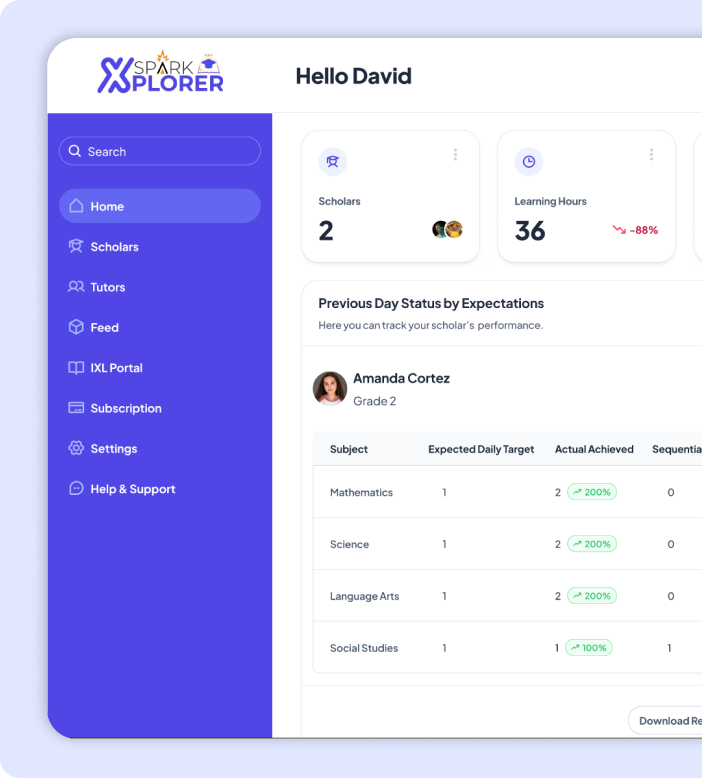 SPARK
XPLORER
Hello David
Search
Home
Scholars
Tutors
Feed
IXL Portal
Subscription
Settings
Help & Support
Scholars
2
Learning Hours
36
-88%
Previous Day Status by Expectations
Here you can track your scholar's performance.
Amanda Cortez
Grade 2
Subject Expected Daily Target Actual Achieved Sequentia
Mathematics 1 2 200% 0
Science 1 2 200% 0
Language Arts 1 2 200% 0
Social Studies 1 1 100% 1
Download Re